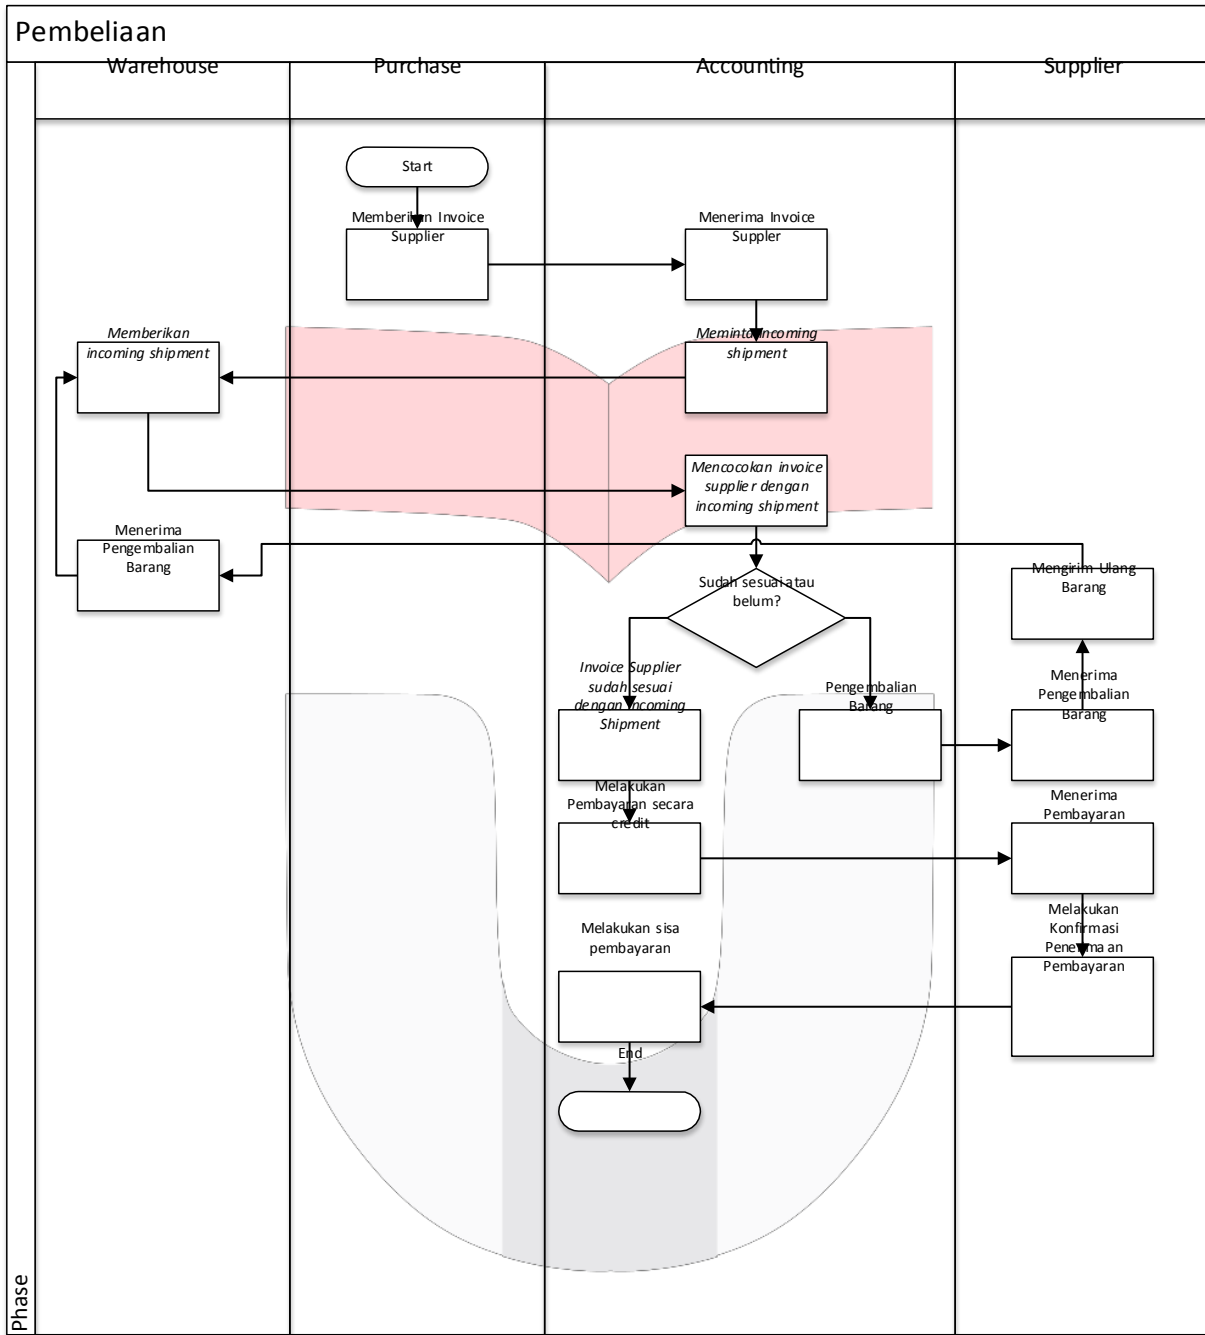 Pembeliaan
Warehouse
Purchase
Accounting
Supplier
Start
Memberikan Invoice
Supplier
Menerima Invoice
Suppler
Memberikan
incoming shipment
Meminta incoming
shipment
Mencocokan invoice
supplier dengan
incoming shipment
Menerima
Pengembalian
Barang
Sudah sesuai atau
belum?
Mengirim Ulang
Barang
Invoice Supplier
sudah sesuai
dengan Incoming
Shipment
Pengembalian
Barang
Menerima
Pengembalian
Barang
Melakukan
Pembayaran secara
credit
Menerima
Pembayaran
Melakukan sisa
pembayaran
Melakukan
Konfirmasi
Penerimaan
Pembayaran
End
Phase